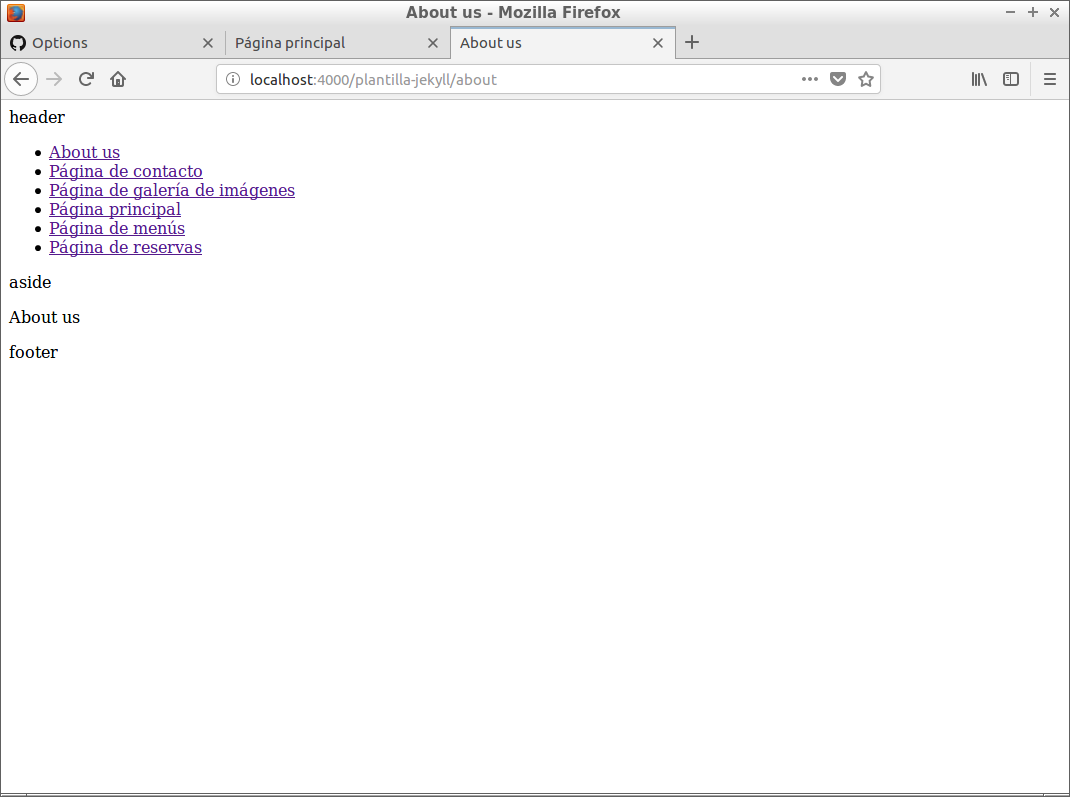 About us - Mozilla Firefox
Options
Página principal
About us
localhost:4000/plantilla-jekyll/about
header
About us
Página de contacto
Página de galería de imágenes
Página principal
Página de menús
Página de reservas
aside
About us
footer